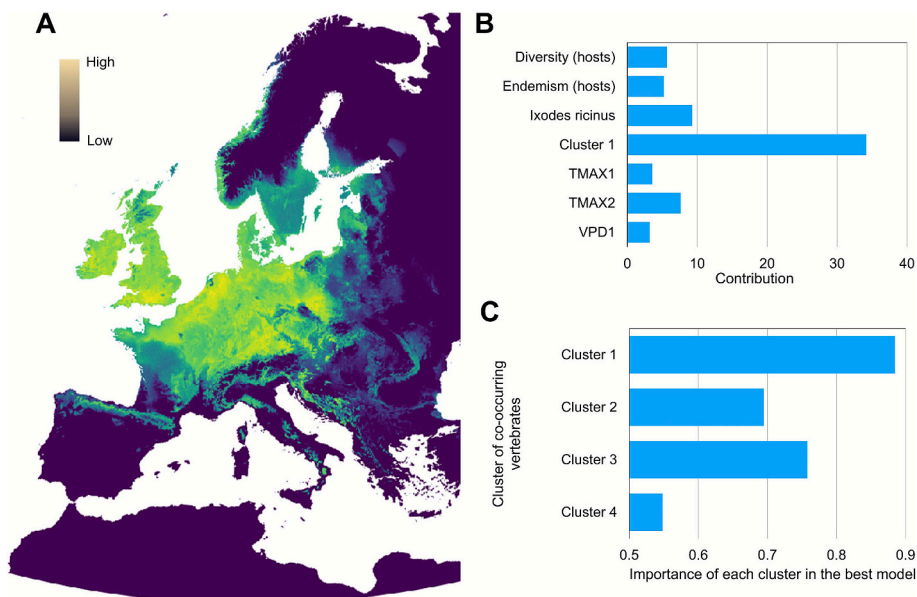 A
High
Low
B
Diversity (hosts)
Endemism (hosts)
Ixodes ricinus
Cluster 1
TMAX1
TMAX2
VPD1
0 10 20 30 40
Contribution
C
Cluster of co-occurring
vertebrates
Cluster 1
Cluster 2
Cluster 3
Cluster 4
0.5 0.6 0.7 0.8 0.9
Importance of each cluster in the best model